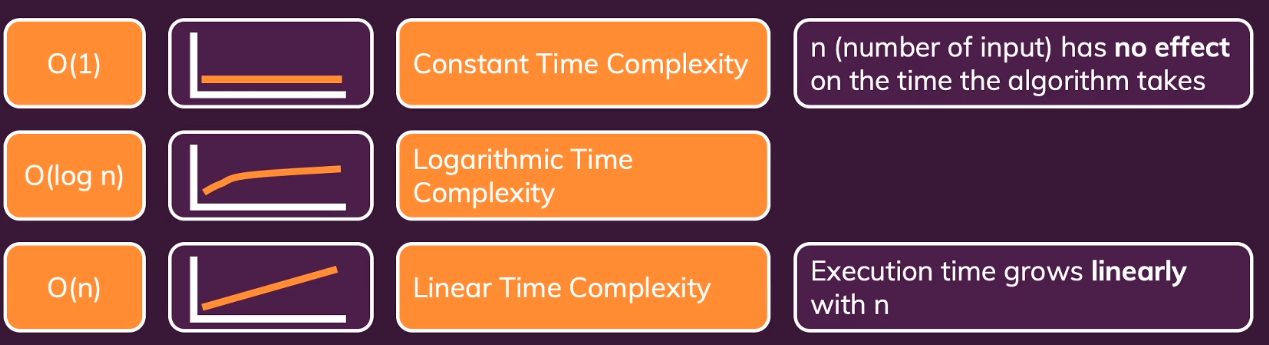 O(1)
Constant Time Complexity
n (number of input) has no effect
on the time the algorithm takes
O(log n)
Logarithmic Time
Complexity
O(n)
Linear Time Complexity
Execution time grows linearly
with n